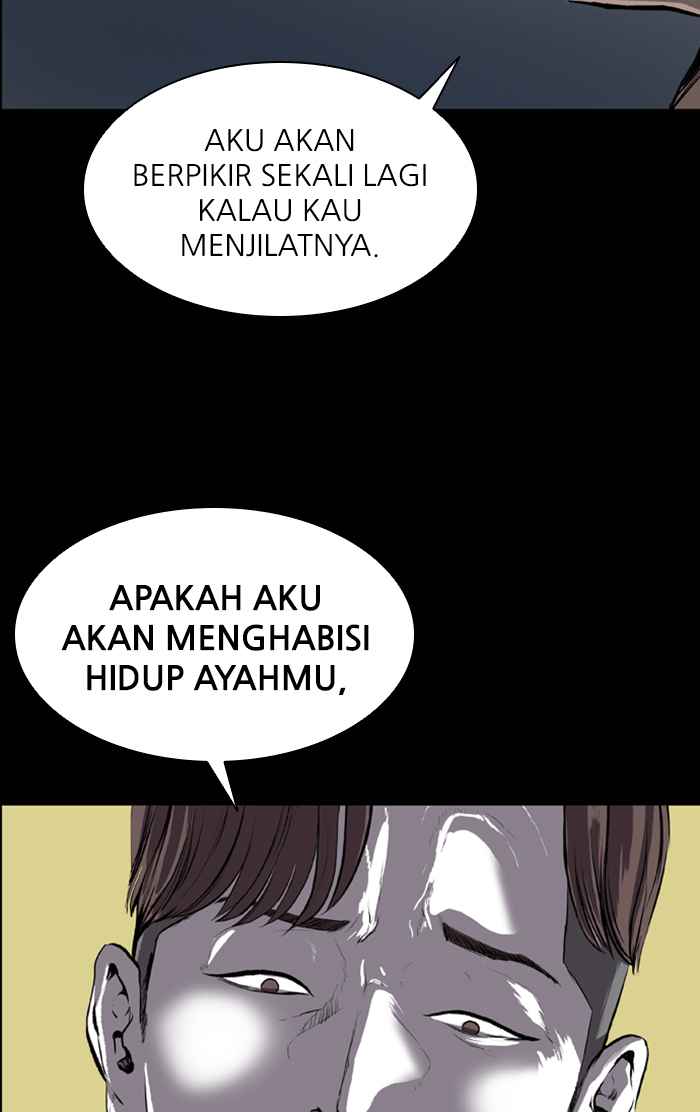 AKU AKAN
BERPIKIR SEKALI LAGI
KALAU KAU
MENJILATNYA.
APAKAH AKU
AKAN MENGHABISI
HIDUP AYAHMU,